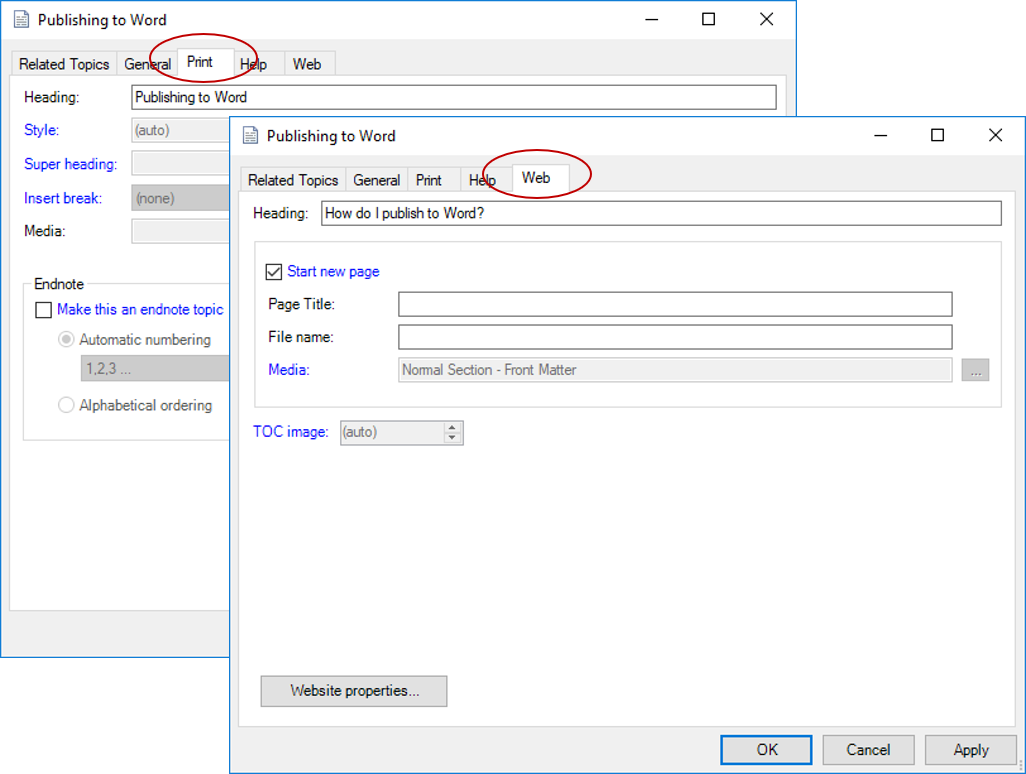 Publishing to Word
Related Topics General Print Help Web
Heading: Publishing to Word
Style: (auto)
Super heading:
Insert break: (none)
Media:
Endnote
Make this an endnote topic
Automatic numbering
1,2,3 ...
Alphabetical ordering
Publishing to Word
Related Topics General Print Help Web
Heading: How do I publish to Word?
Start new page
Page Title:
File name:
Media: Normal Section - Front Matter ...
TOC image: (auto)
Website properties...
OK Cancel Apply